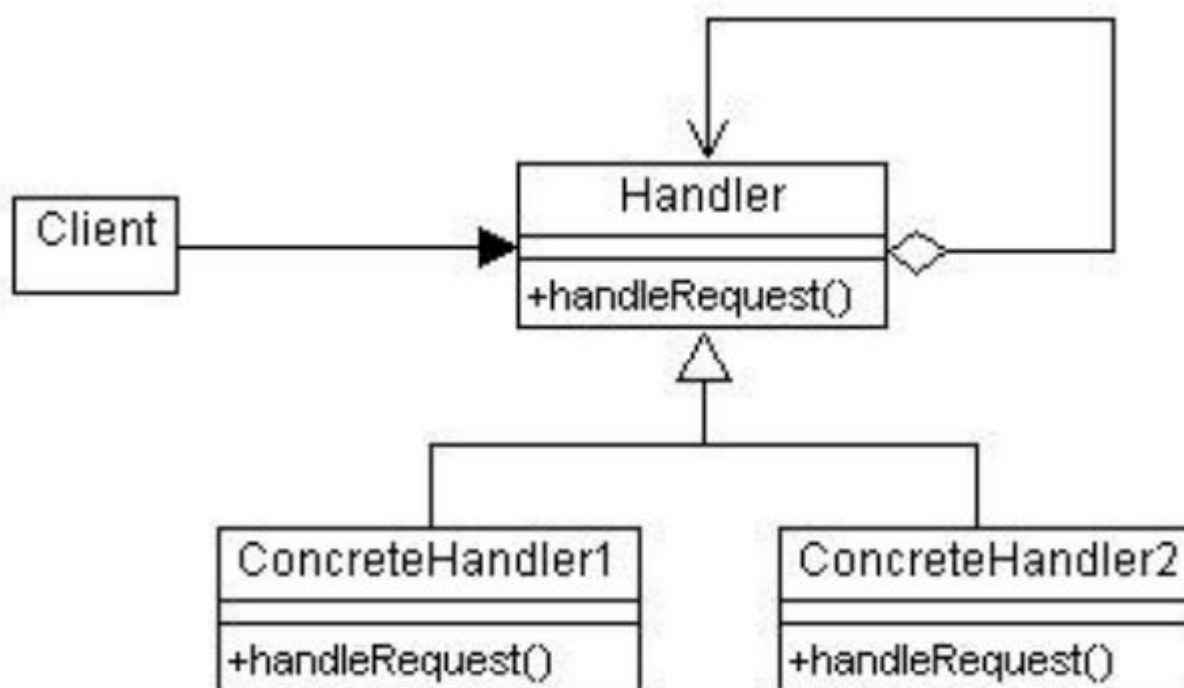 Client
Handler
+handleRequest()
ConcreteHandler1
+handleRequest()
ConcreteHandler2
+handleRequest()